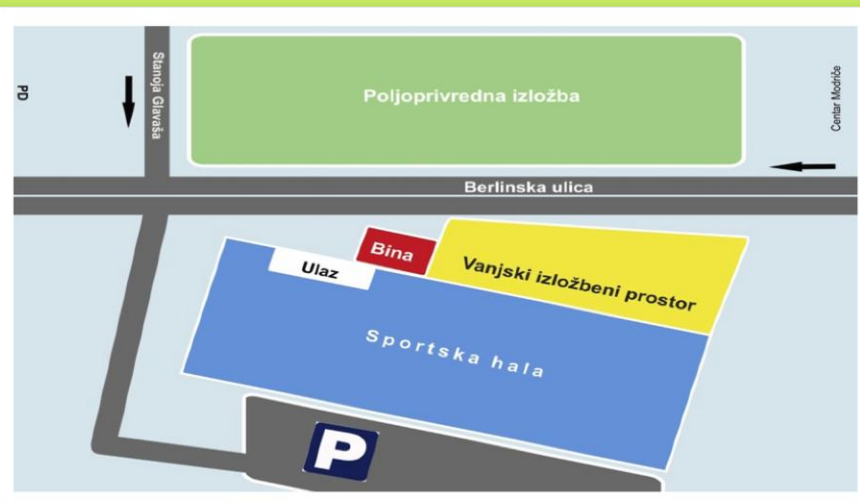 PD
Stanoja Glavaša
Poljoprivredna izložba
Centar Modriče
Berlinska ulica
Bina
Vanjski izložbeni prostor
Ulaz
Sportska hala
P